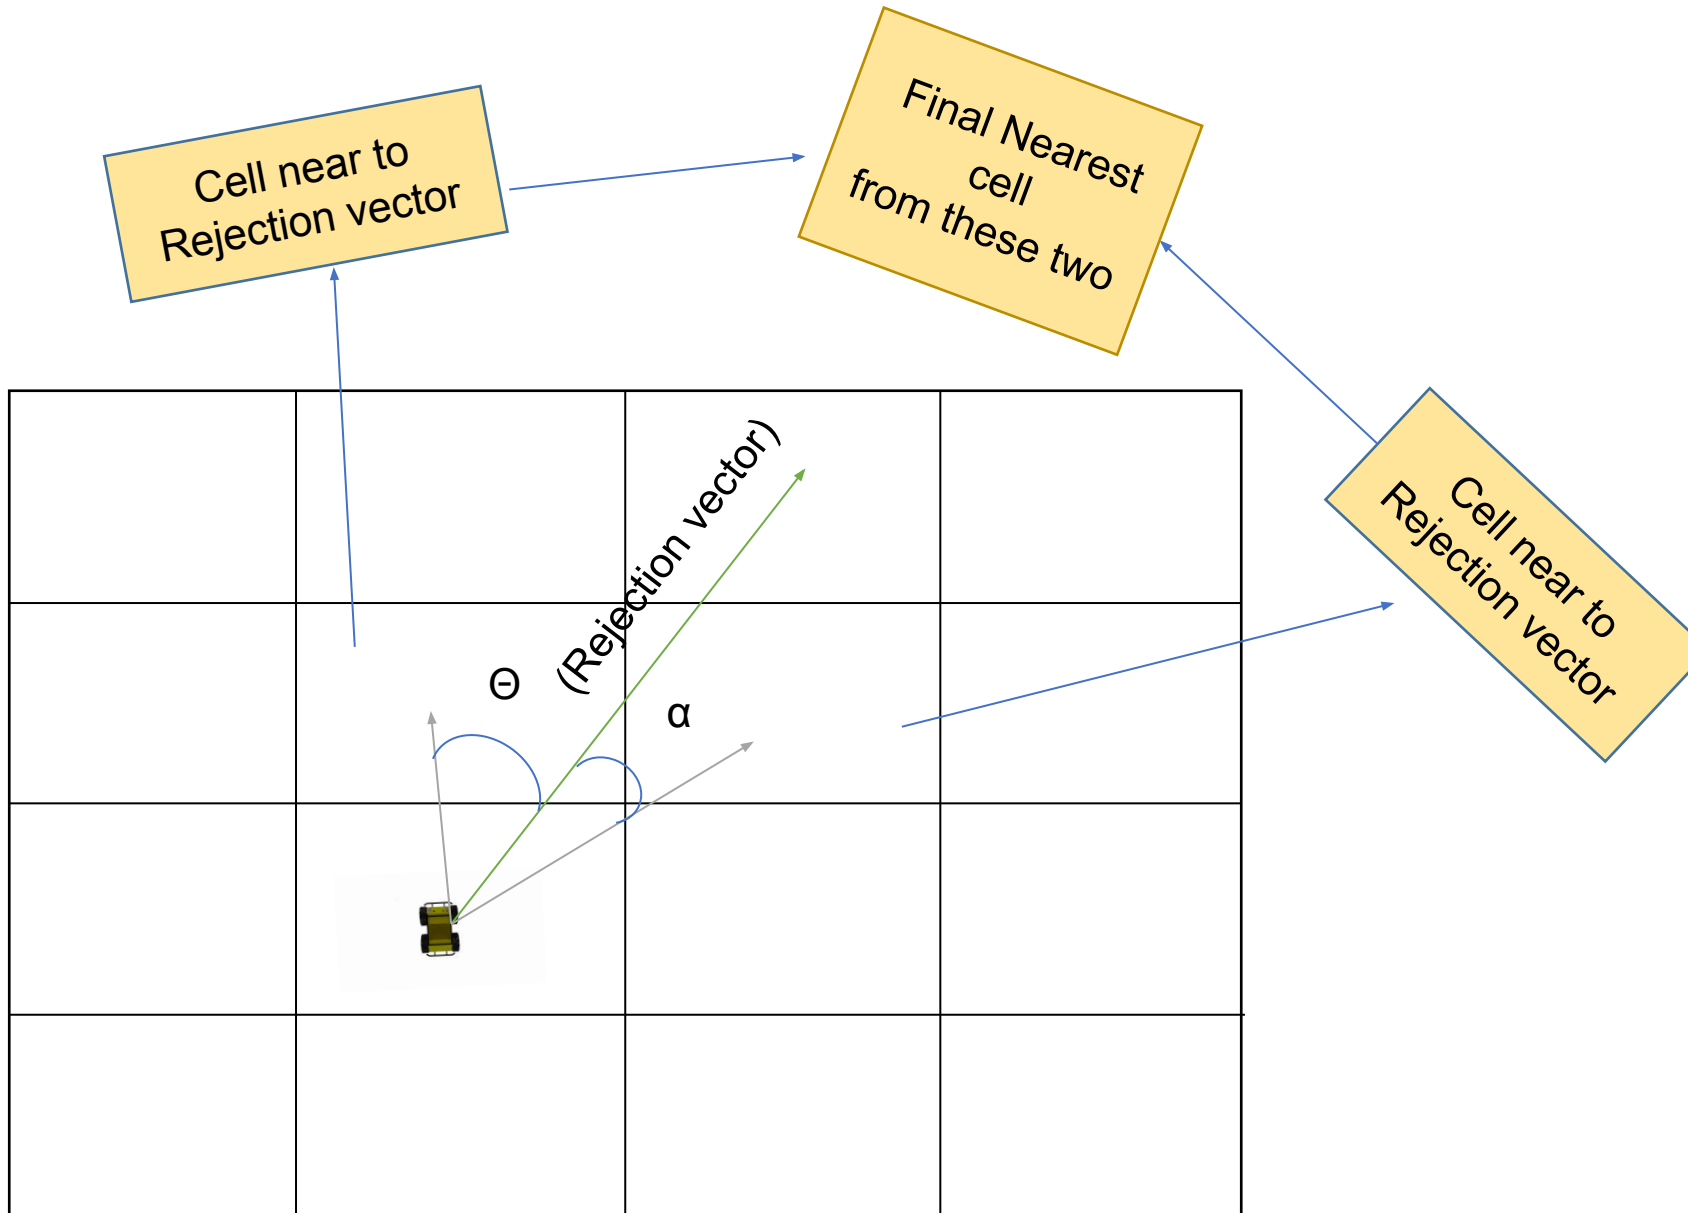 Cell near to
Rejection vector
Final Nearest
cell
from these two
Cell near to
Rejection vector
(Rejection vector)
Θ
α